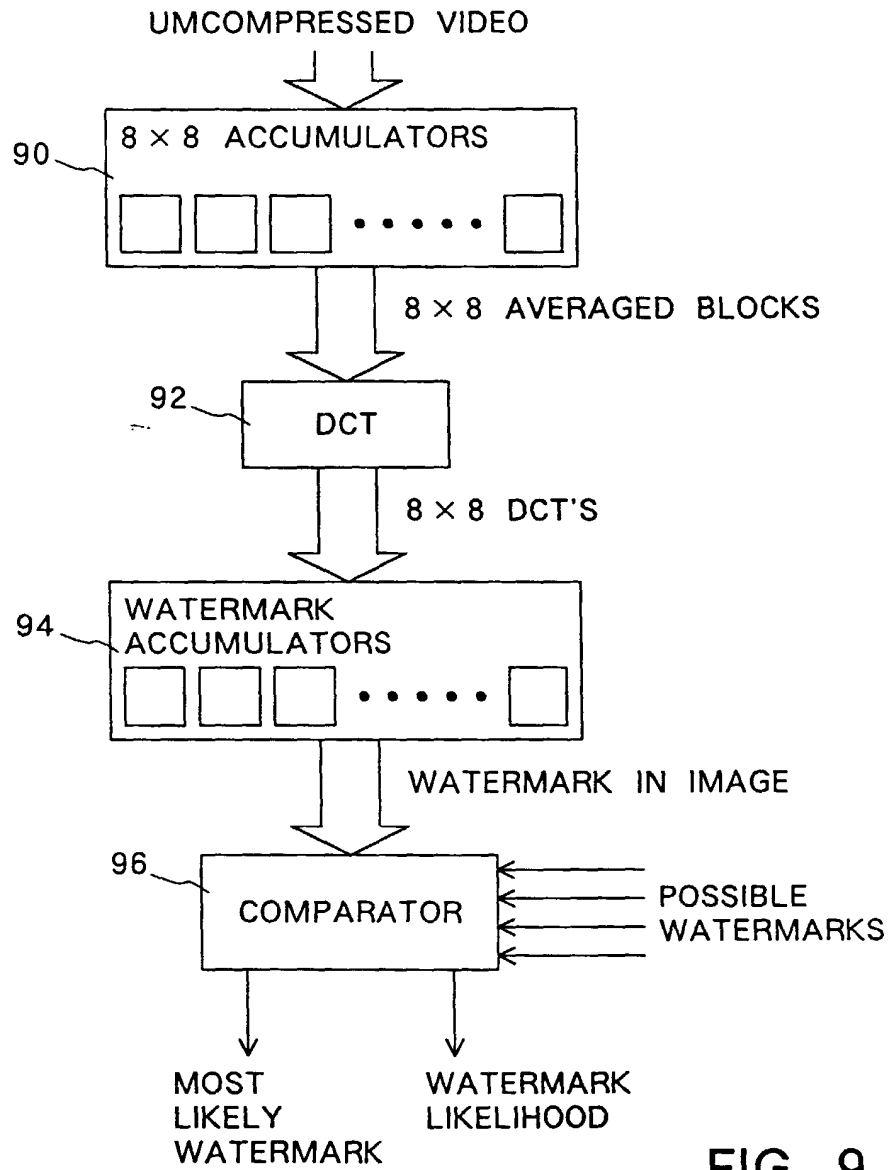 UMCOMPRESSED VIDEO
8 × 8 ACCUMULATORS
90
8 × 8 AVERAGED BLOCKS
92
DCT
8 × 8 DCT'S
WATERMARK
ACCUMULATORS
94
WATERMARK IN IMAGE
96
COMPARATOR
POSSIBLE
WATERMARKS
MOST
LIKELY
WATERMARK
WATERMARK
LIKELIHOOD
FIG. 9